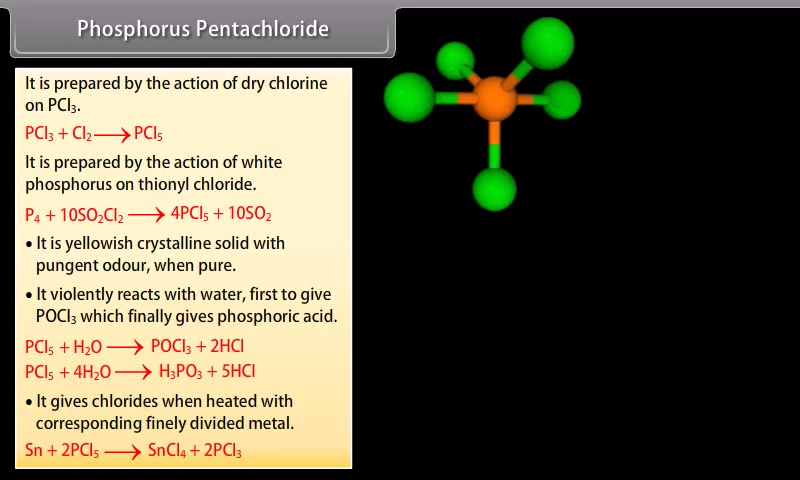 Phosphorus Pentachloride
It is prepared by the action of dry chlorine
on PCl₃.
PCl₃ + Cl₂ ⟶ PCl₅
It is prepared by the action of white
phosphorus on thionyl chloride.
P₄ + 10SO₂Cl₂ ⟶ 4PCl₅ + 10SO₂
• It is yellowish crystalline solid with
pungent odour, when pure.
• It violently reacts with water, first to give
POCl₃ which finally gives phosphoric acid.
PCl₅ + H₂O ⟶ POCl₃ + 2HCl
PCl₅ + 4H₂O ⟶ H₃PO₃ + 5HCl
• It gives chlorides when heated with
corresponding finely divided metal.
Sn + 2PCl₅ ⟶ SnCl₄ + 2PCl₃